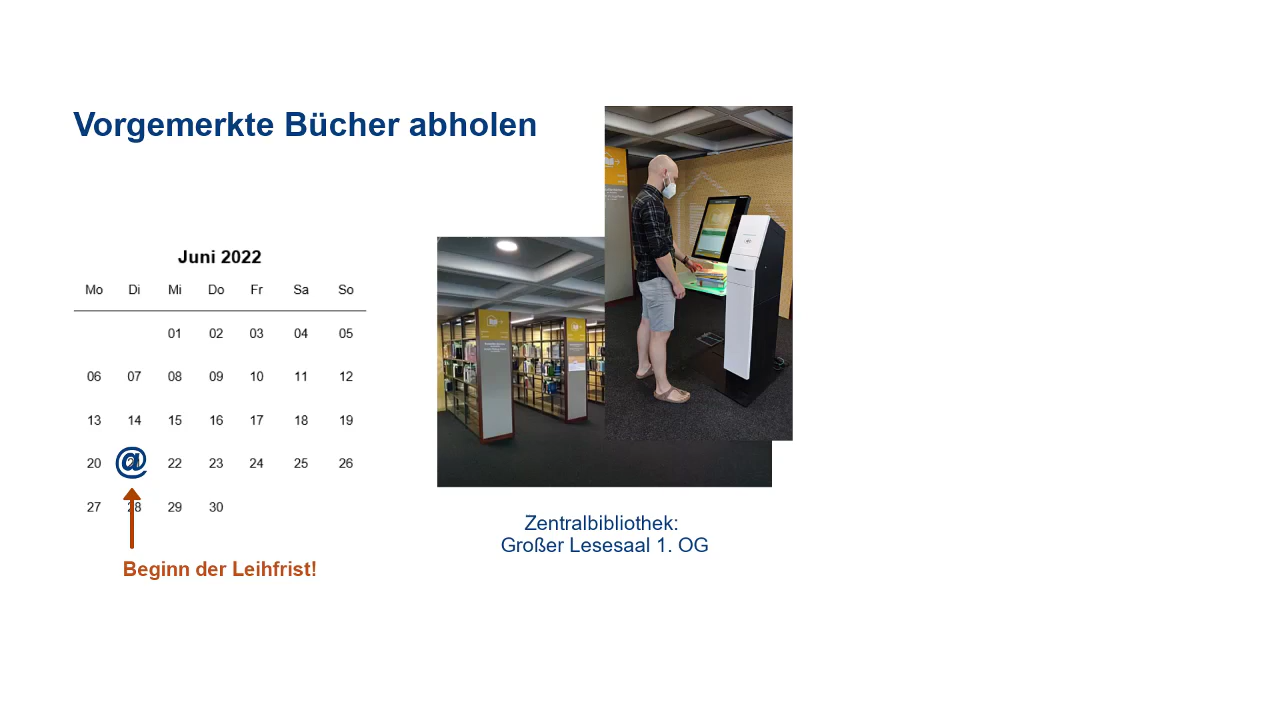 Vorgemerkte Bücher abholen
Juni 2022
Mo Di Mi Do Fr Sa So
01 02 03 04 05
06 07 08 09 10 11 12
13 14 15 16 17 18 19
20 @ 22 23 24 25 26
27 28 29 30
Beginn der Leihfrist!
Zentralbibliothek:
Großer Lesesaal 1. OG